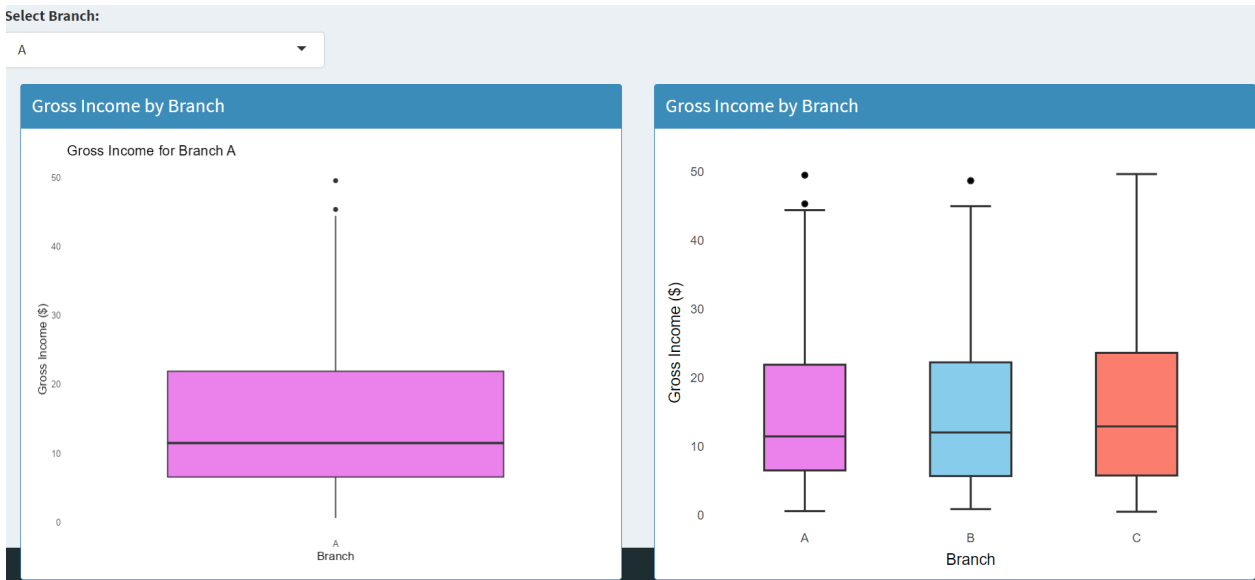 Select Branch:
A
Gross Income by Branch
Gross Income for Branch A
50
40
30
20
10
0
Gross Income ($)
A
Branch
Gross Income by Branch
50
40
30
20
10
0
Gross Income ($)
A B C
Branch